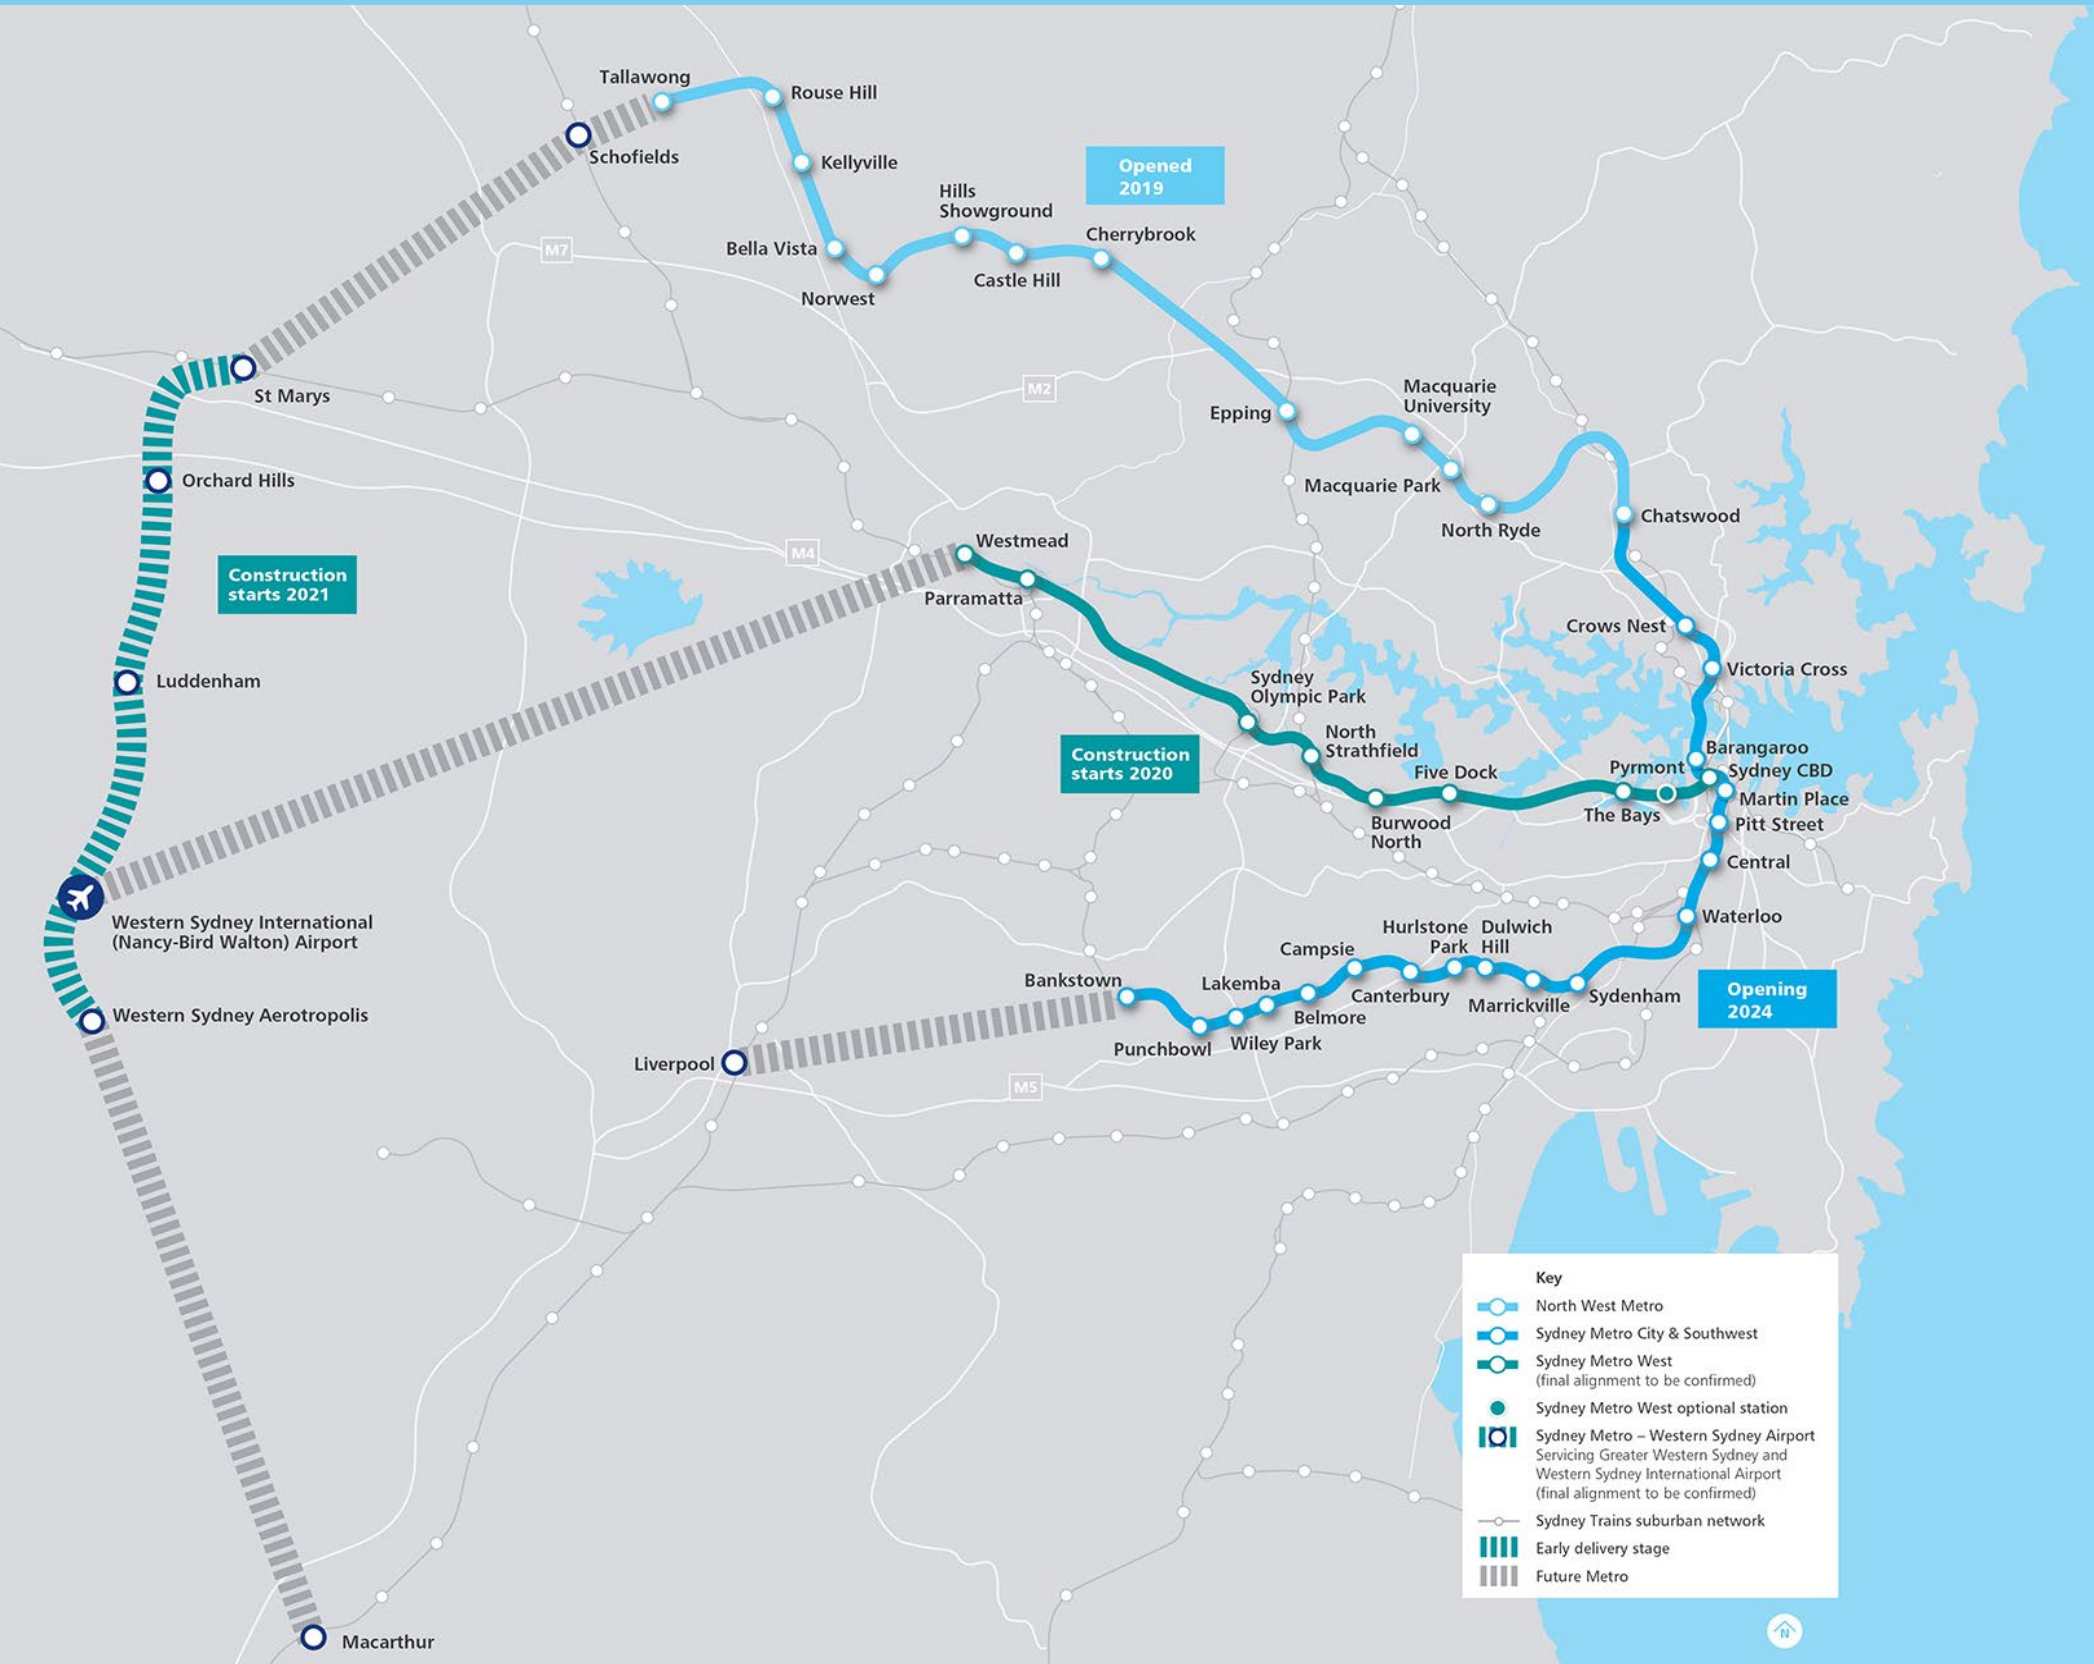 Tallawong
Rouse Hill
Schofields
Kellyville
Opened
2019
Hills
Showground
Cherrybrook
Bella Vista
M7
Castle Hill
Norwest
M2
St Marys
Macquarie
University
Epping
Orchard Hills
Macquarie Park
North Ryde
Chatswood
Westmead
M4
Construction
starts 2021
Parramatta
Crows Nest
Victoria Cross
Luddenham
Sydney
Olympic Park
North
Strathfield
Construction
starts 2020
Five Dock
Pyrmont
Barangaroo
Sydney CBD
Martin Place
The Bays
Pitt Street
Burwood
North
Central
Western Sydney International
(Nancy-Bird Walton) Airport
Waterloo
Hurlstone
Park
Dulwich
Hill
Campsie
Bankstown
Lakemba
Canterbury
Marrickville
Sydenham
Opening
2024
Western Sydney Aerotropolis
Belmore
Punchbowl
Wiley Park
Liverpool
M5
Key
North West Metro
Sydney Metro City & Southwest
Sydney Metro West
(final alignment to be confirmed)
Sydney Metro West optional station
Sydney Metro – Western Sydney Airport
Servicing Greater Western Sydney and
Western Sydney International Airport
(final alignment to be confirmed)
Sydney Trains suburban network
Early delivery stage
Future Metro
N
Macarthur